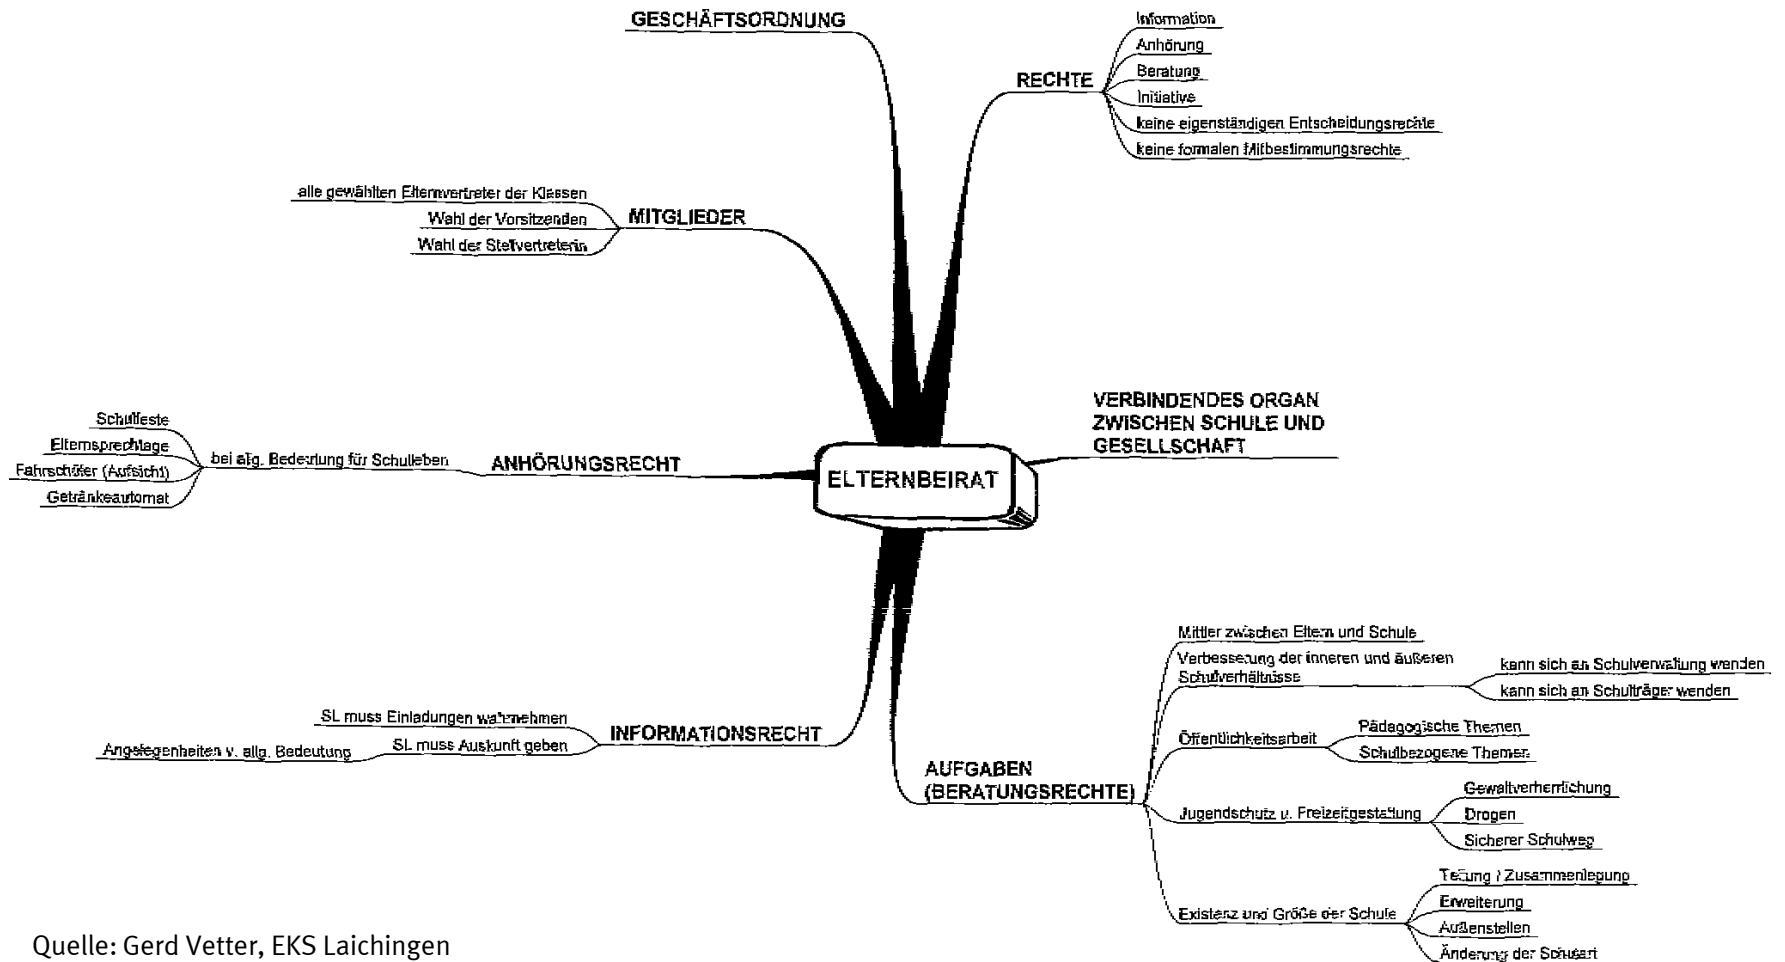 GESCHÄFTSORDNUNG
RECHTE
Information
Anhörung
Beratung
Initiative
keine eigenständigen Entscheidungsrechte
keine formalen Mitbestimmungsrechte
MITGLIEDER
alle gewählten Elternvertreter der Klassen
Wahl der Vorsitzenden
Wahl der Stellvertreterin
VERBINDENDES ORGAN
ZWISCHEN SCHULE UND
GESELLSCHAFT
ELTERNBEIRAT
ANHÖRUNGSRECHT
bei allg. Bedeutung für Schulleben
Schulfeste
Elternsprechtage
Fahrschüler (Aufsicht)
Getränkeautomat
INFORMATIONSRECHT
SL muss Einladungen wahrnehmen
SL muss Auskunft geben
Angelegenheiten v. allg. Bedeutung
AUFGABEN
(BERATUNGSRECHTE)
Mittler zwischen Eltern und Schule
Verbesserung der inneren und äußeren
Schulverhältnisse
kann sich an Schulverwaltung wenden
kann sich an Schulträger wenden
Öffentlichkeitsarbeit
Pädagogische Themen
Schulbezogene Themen
Jugendschutz u. Freizeitgestaltung
Gewaltverherrlichung
Drogen
Sicherer Schulweg
Existenz und Größe der Schule
Teilung / Zusammenlegung
Erweiterung
Außenstellen
Änderung der Schulart
Quelle: Gerd Vetter, EKS Laichingen